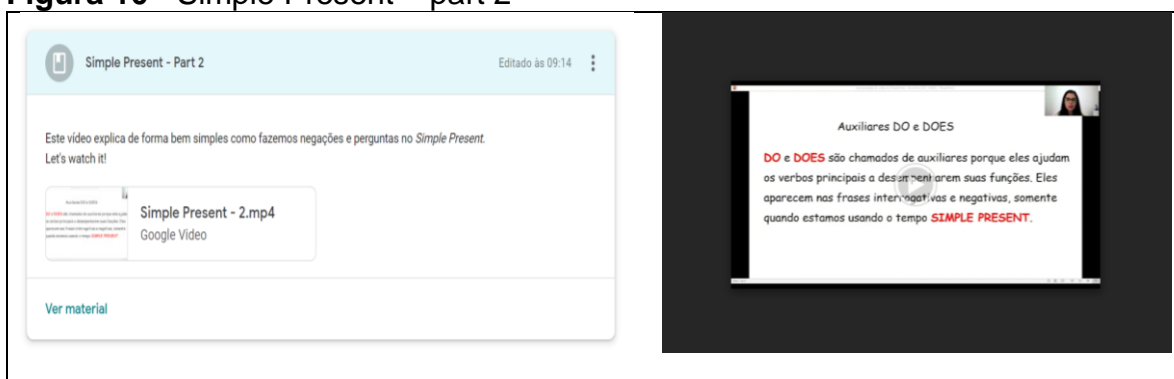 Figura 10 - Simple Present – part 2
Simple Present - Part 2
Editado às 09:14
Este vídeo explica de forma bem simples como fazemos negações e perguntas no Simple Present.
Let's watch it!
Simple Present - 2.mp4
Google Vídeo
Ver material
Auxiliares DO e DOES
DO e DOES são chamados de auxiliares porque eles ajudam
os verbos principais a desempenharem suas funções. Eles
aparecem nas frases interrogativas e negativas, somente
quando estamos usando o tempo SIMPLE PRESENT.